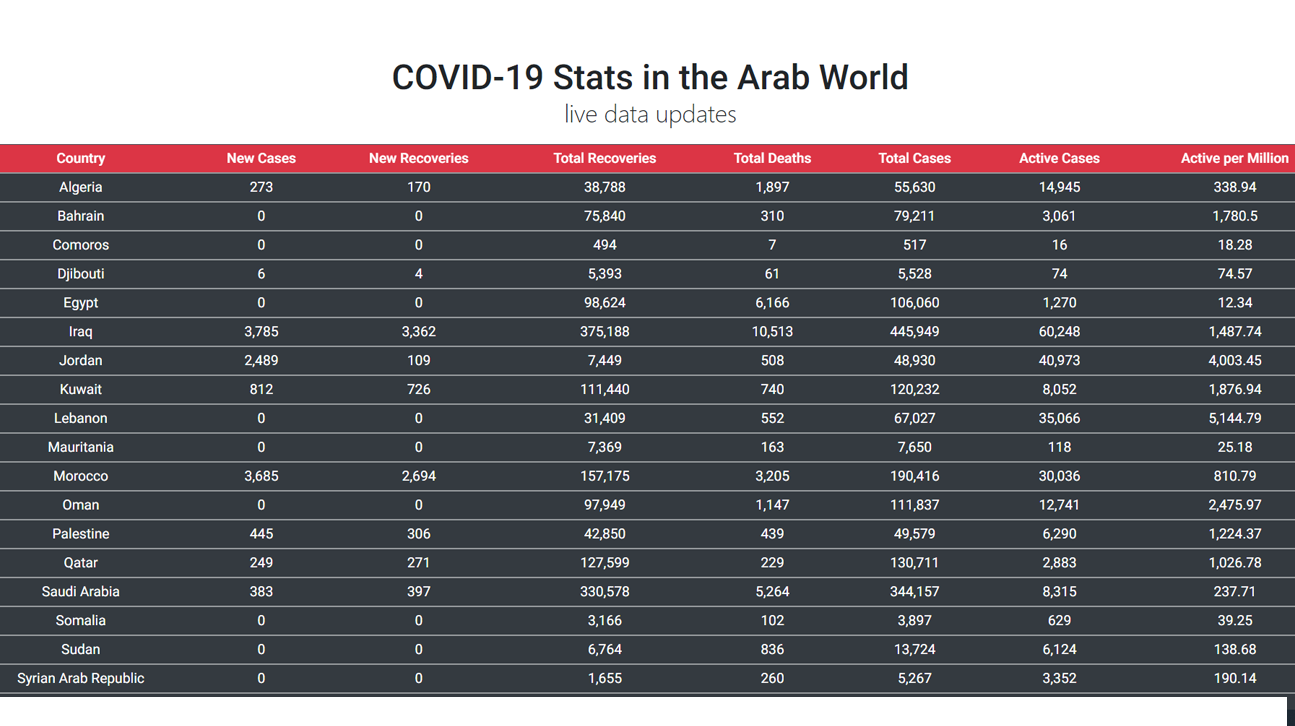 COVID-19 Stats in the Arab World
live data updates
Country New Cases New Recoveries Total Recoveries Total Deaths Total Cases Active Cases Active per Million
Algeria 273 170 38,788 1,897 55,630 14,945 338.94
Bahrain 0 0 75,840 310 79,211 3,061 1,780.5
Comoros 0 0 494 7 517 16 18.28
Djibouti 6 4 5,393 61 5,528 74 74.57
Egypt 0 0 98,624 6,166 106,060 1,270 12.34
Iraq 3,785 3,362 375,188 10,513 445,949 60,248 1,487.74
Jordan 2,489 109 7,449 508 48,930 40,973 4,003.45
Kuwait 812 726 111,440 740 120,232 8,052 1,876.94
Lebanon 0 0 31,409 552 67,027 35,066 5,144.79
Mauritania 0 0 7,369 163 7,650 118 25.18
Morocco 3,685 2,694 157,175 3,205 190,416 30,036 810.79
Oman 0 0 97,949 1,147 111,837 12,741 2,475.97
Palestine 445 306 42,850 439 49,579 6,290 1,224.37
Qatar 249 271 127,599 229 130,711 2,883 1,026.78
Saudi Arabia 383 397 330,578 5,264 344,157 8,315 237.71
Somalia 0 0 3,166 102 3,897 629 39.25
Sudan 0 0 6,764 836 13,724 6,124 138.68
Syrian Arab Republic 0 0 1,655 260 5,267 3,352 190.14